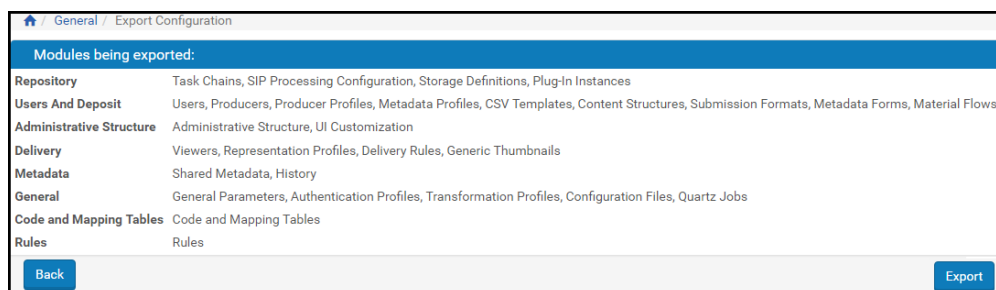 / General / Export Configuration
Modules being exported:
Repository Task Chains, SIP Processing Configuration, Storage Definitions, Plug-In Instances
Users And Deposit Users, Producers, Producer Profiles, Metadata Profiles, CSV Templates, Content Structures, Submission Formats, Metadata Forms, Material Flows
Administrative Structure Administrative Structure, UI Customization
Delivery Viewers, Representation Profiles, Delivery Rules, Generic Thumbnails
Metadata Shared Metadata, History
General General Parameters, Authentication Profiles, Transformation Profiles, Configuration Files, Quartz Jobs
Code and Mapping Tables Code and Mapping Tables
Rules Rules
Back Export